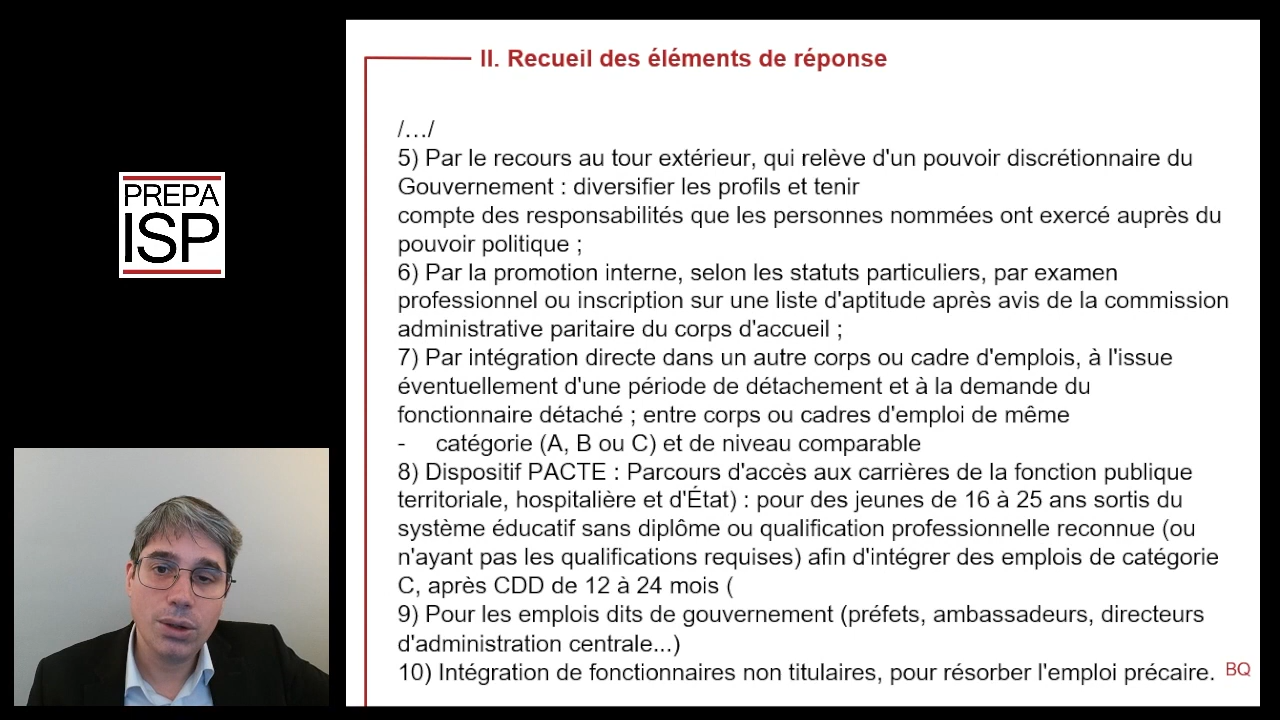 PREPA
ISP
II. Recueil des éléments de réponse
/…/
5) Par le recours au tour extérieur, qui relève d'un pouvoir discrétionnaire du
Gouvernement : diversifier les profils et tenir
compte des responsabilités que les personnes nommées ont exercé auprès du
pouvoir politique ;
6) Par la promotion interne, selon les statuts particuliers, par examen
professionnel ou inscription sur une liste d'aptitude après avis de la commission
administrative paritaire du corps d'accueil ;
7) Par intégration directe dans un autre corps ou cadre d'emplois, à l'issue
éventuellement d'une période de détachement et à la demande du
fonctionnaire détaché ; entre corps ou cadres d'emploi de même
- catégorie (A, B ou C) et de niveau comparable
8) Dispositif PACTE : Parcours d'accès aux carrières de la fonction publique
territoriale, hospitalière et d'État) : pour des jeunes de 16 à 25 ans sortis du
système éducatif sans diplôme ou qualification professionnelle reconnue (ou
n'ayant pas les qualifications requises) afin d'intégrer des emplois de catégorie
C, après CDD de 12 à 24 mois (
9) Pour les emplois dits de gouvernement (préfets, ambassadeurs, directeurs
d'administration centrale...)
10) Intégration de fonctionnaires non titulaires, pour résorber l'emploi précaire.
BQ